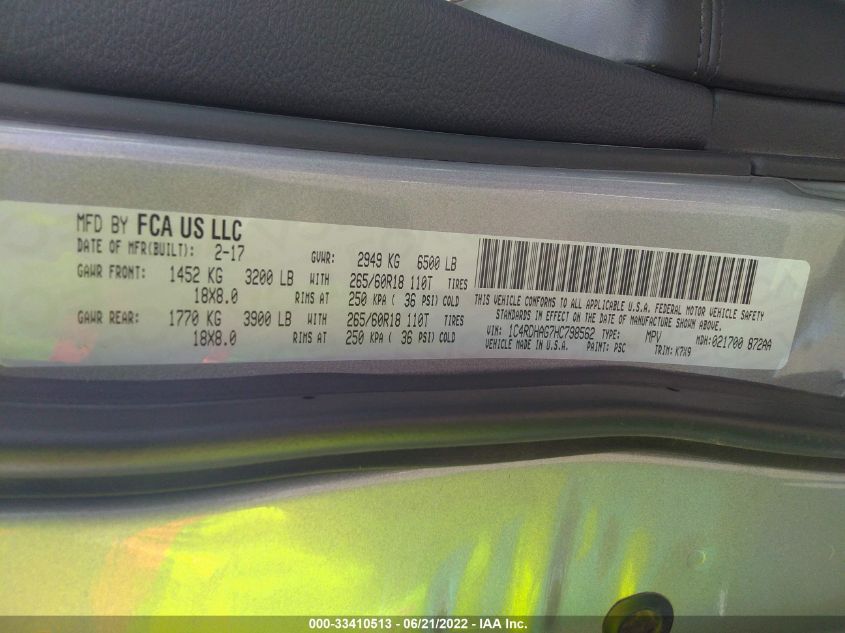 MFD BY FCA US LLC
DATE OF MFR(BUILT): 2-17 GVWR: 2949 KG 6500 LB
GAWR FRONT: 1452 KG 3200 LB WITH 265/60R18 110T TIRES
18X8.0 RIMS AT 250 KPA ( 36 PSI) COLD
GAWR REAR: 1770 KG 3900 LB WITH 265/60R18 110T TIRES
18X8.0 RIMS AT 250 KPA ( 36 PSI) COLD
THIS VEHICLE CONFORMS TO ALL APPLICABLE U.S.A. FEDERAL MOTOR VEHICLE SAFETY
STANDARDS IN EFFECT ON THE DATE OF MANUFACTURE SHOWN ABOVE.
VIN: 1C4RDHAG7HC798562 TYPE: MPV MDH:021700 872AA
VEHICLE MADE IN U.S.A. PAINT: PSC TRIM: K7X9
000-33410513 - 06/21/2022 - IAA Inc.